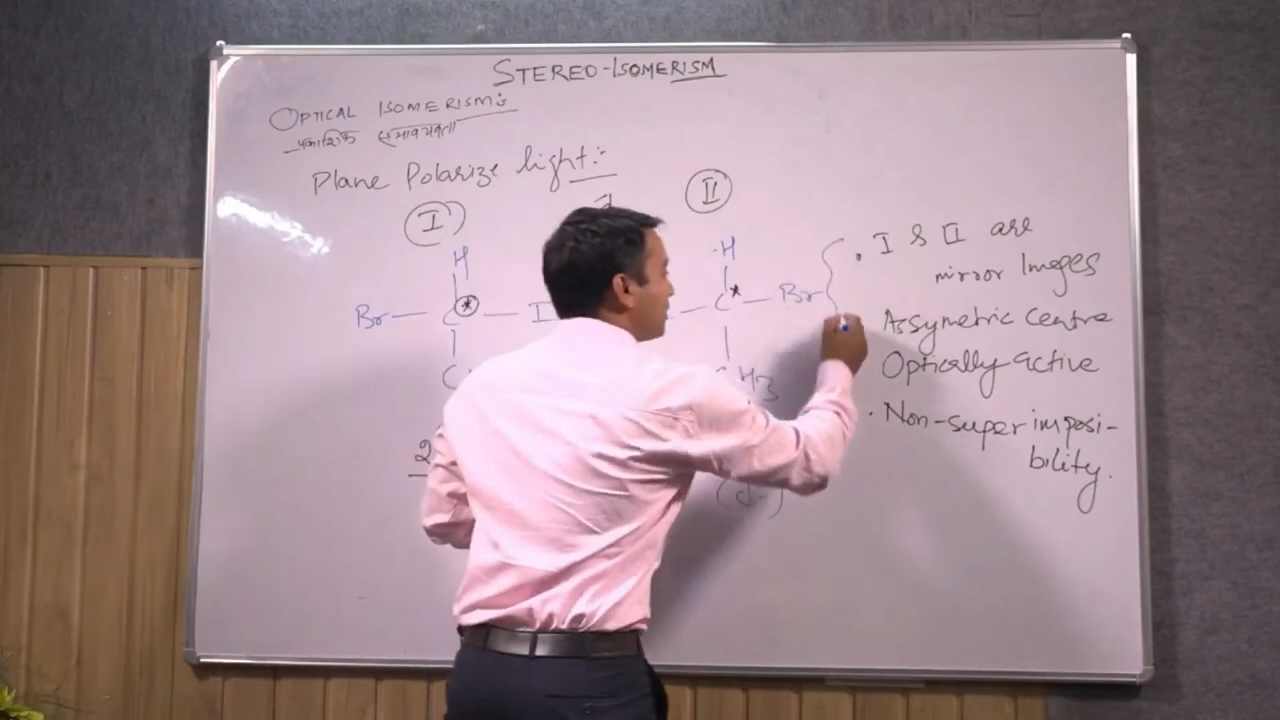 STEREO-ISOMERISM
OPTICAL ISOMERISM:
प्रकाशिक समावयवता
Plane Polarize light:-
I II
H H
Br C * I C * Br
C CH3
2
(d.)
. I & II are
mirror Images
Assymetric Centre
Optically active
. Non-superimposi-
bility.